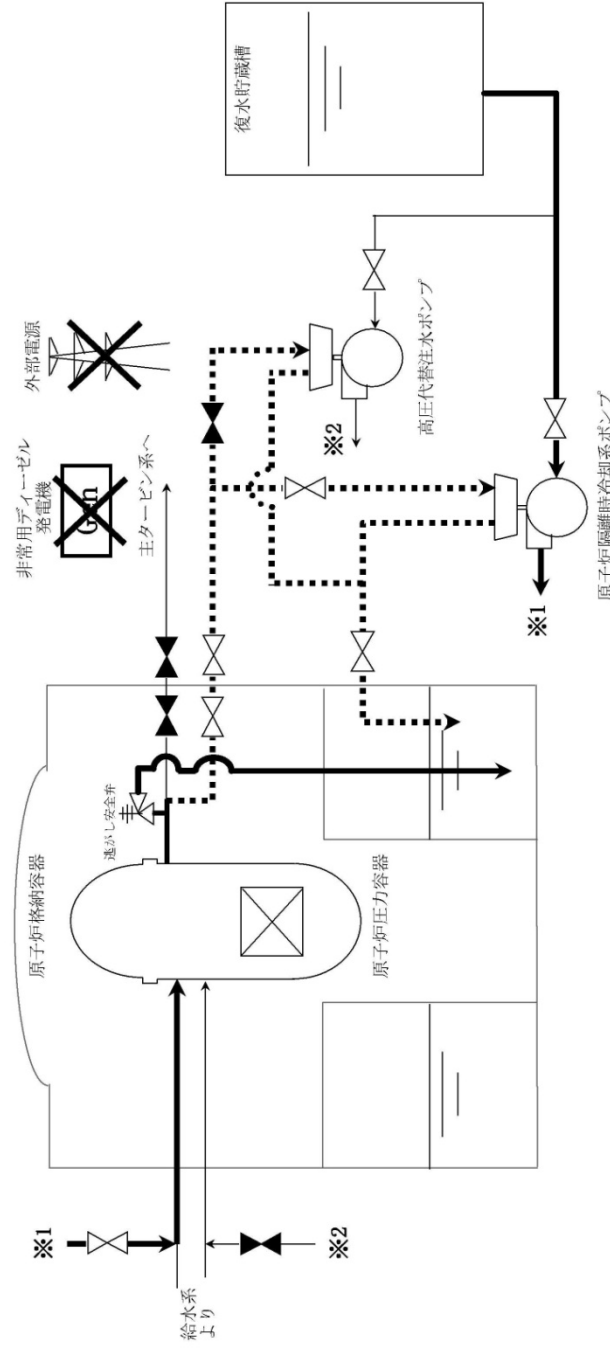 非常用ディーゼル
発電機
Gen
外部電源
主タービン系へ
復水貯蔵槽
原子炉格納容器
逃がし安全弁
原子炉圧力容器
※2
高圧代替注水ポンプ
※1
原子炉隔離時冷却系ポンプ
※1
給水系
より
※2